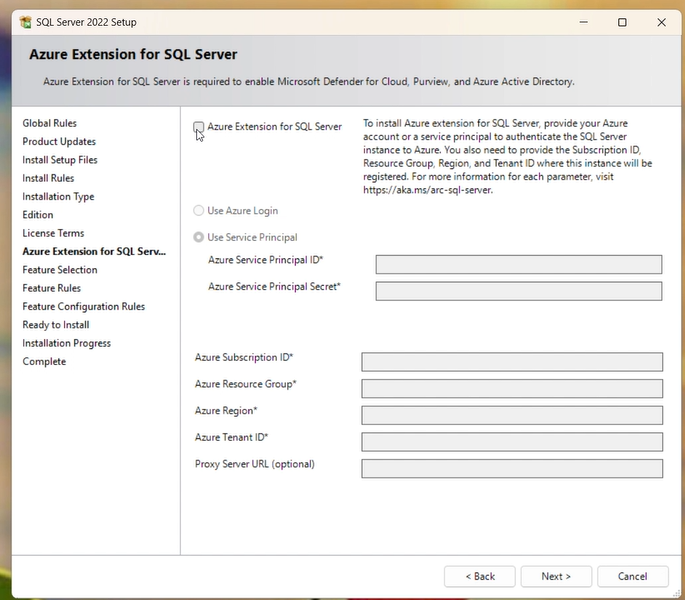 SQL Server 2022 Setup
Azure Extension for SQL Server
Azure Extension for SQL Server is required to enable Microsoft Defender for Cloud, Purview, and Azure Active Directory.
Global Rules
Product Updates
Install Setup Files
Install Rules
Installation Type
Edition
License Terms
Azure Extension for SQL Serv...
Feature Selection
Feature Rules
Feature Configuration Rules
Ready to Install
Installation Progress
Complete
Azure Extension for SQL Server
To install Azure extension for SQL Server, provide your Azure
account or a service principal to authenticate the SQL Server
instance to Azure. You also need to provide the Subscription ID,
Resource Group, Region, and Tenant ID where this instance will be
registered. For more information for each parameter, visit
https://aka.ms/arc-sql-server.
Use Azure Login
Use Service Principal
Azure Service Principal ID*
Azure Service Principal Secret*
Azure Subscription ID*
Azure Resource Group*
Azure Region*
Azure Tenant ID*
Proxy Server URL (optional)
< Back
Next >
Cancel